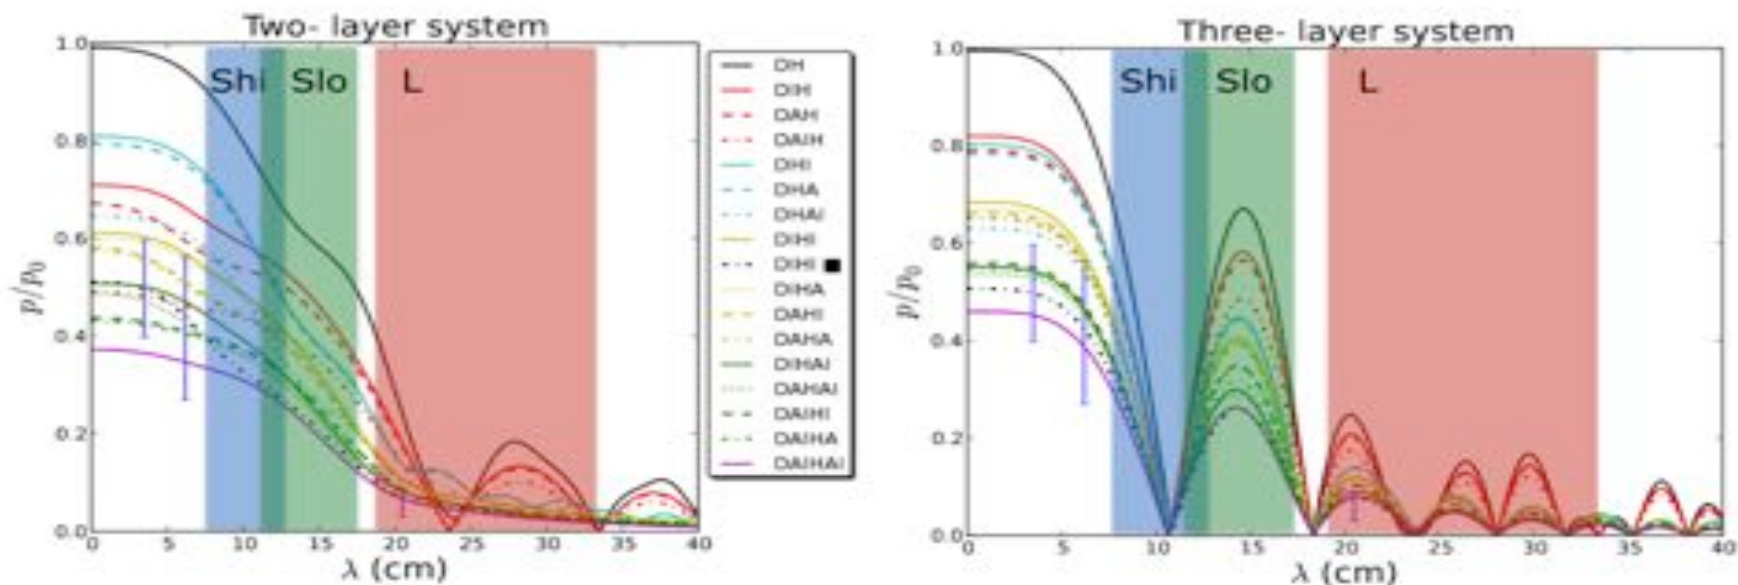 Two- layer system
1.0
0.8
0.6
0.4
0.2
0.0
p/p0
Shi
Slo
L
0 5 10 15 20 25 30 35 40
λ (cm)
DH
DIH
DAH
DAIH
DHI
DHA
DHAI
DIHI
DIHI ■
DIHA
DAHI
DAHA
DIHAI
DAHAI
DAIHI
DAIHA
DAIHAI
Three- layer system
1.0
0.8
0.6
0.4
0.2
0.0
p/p0
Shi
Slo
L
0 5 10 15 20 25 30 35 40
λ (cm)